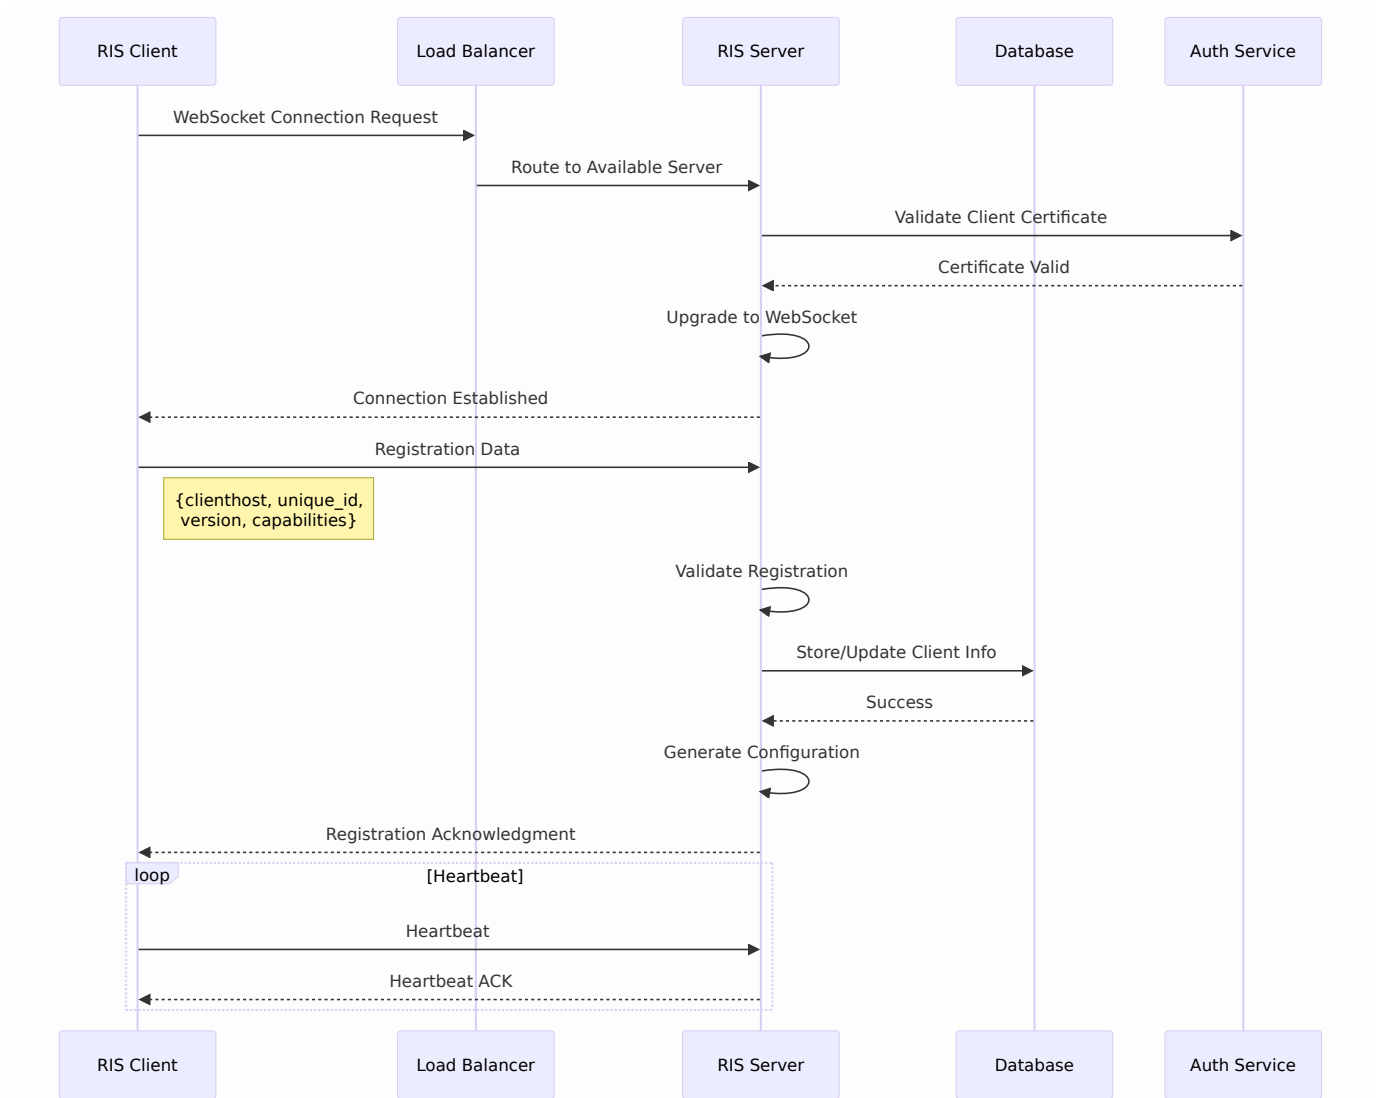 RIS Client
Load Balancer
RIS Server
Database
Auth Service
WebSocket Connection Request
Route to Available Server
Validate Client Certificate
Certificate Valid
Upgrade to WebSocket
Connection Established
Registration Data
{clienthost, unique_id,
version, capabilities}
Validate Registration
Store/Update Client Info
Success
Generate Configuration
Registration Acknowledgment
loop
[Heartbeat]
Heartbeat
Heartbeat ACK
RIS Client
Load Balancer
RIS Server
Database
Auth Service